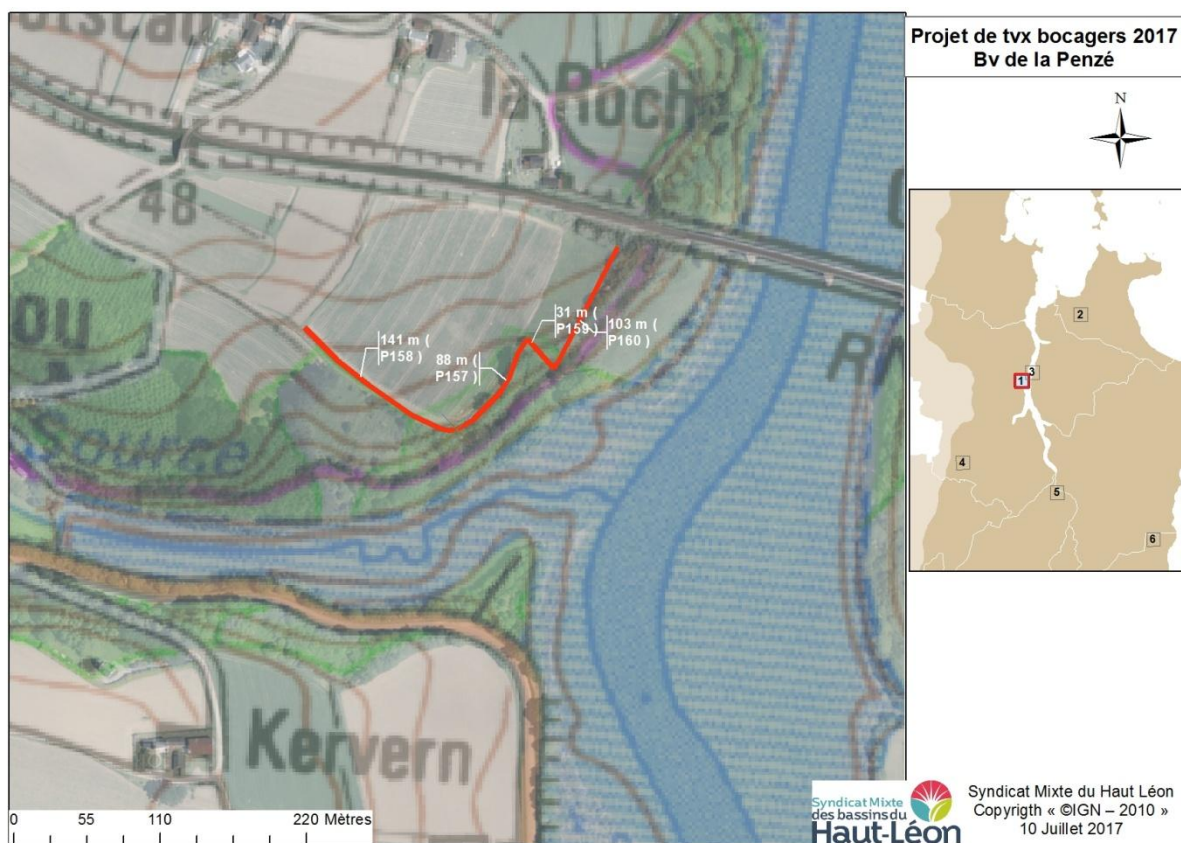 Projet de tvx bocagers 2017
Bv de la Penzé
N
la Roch
48
31 m (
P159 )
103 m (
P160 )
141 m (
P158 )
88 m (
P157 )
ou
Source
Kervern
1
2
3
4
5
6
0 55 110 220 Mètres
Syndicat Mixte
des bassins du
Haut-Léon
Syndicat Mixte du Haut Léon
Copyrigth « ©IGN – 2010 »
10 Juillet 2017